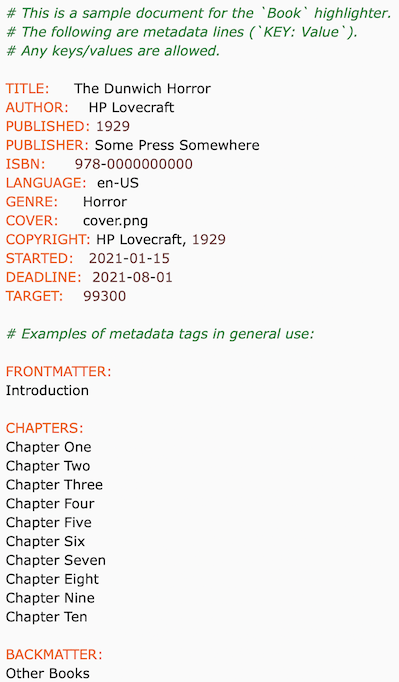 # This is a sample document for the `Book` highlighter.
# The following are metadata lines (`KEY: Value`).
# Any keys/values are allowed.
TITLE: The Dunwich Horror
AUTHOR: HP Lovecraft
PUBLISHED: 1929
PUBLISHER: Some Press Somewhere
ISBN: 978-0000000000
LANGUAGE: en-US
GENRE: Horror
COVER: cover.png
COPYRIGHT: HP Lovecraft, 1929
STARTED: 2021-01-15
DEADLINE: 2021-08-01
TARGET: 99300
# Examples of metadata tags in general use:
FRONTMATTER:
Introduction
CHAPTERS:
Chapter One
Chapter Two
Chapter Three
Chapter Four
Chapter Five
Chapter Six
Chapter Seven
Chapter Eight
Chapter Nine
Chapter Ten
BACKMATTER:
Other Books